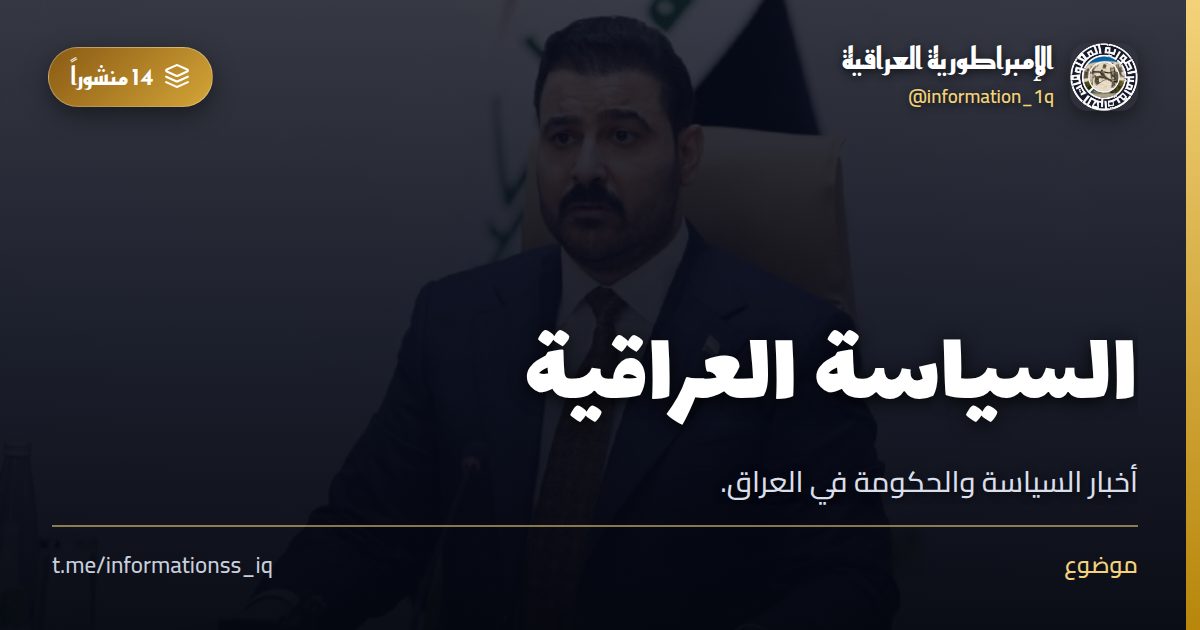 الإمبراطورية العراقية
@information_1q
14 منشوراً
السياسة العراقية
أخبار السياسة والحكومة في العراق.
موضوع
t.me/informationss_iq